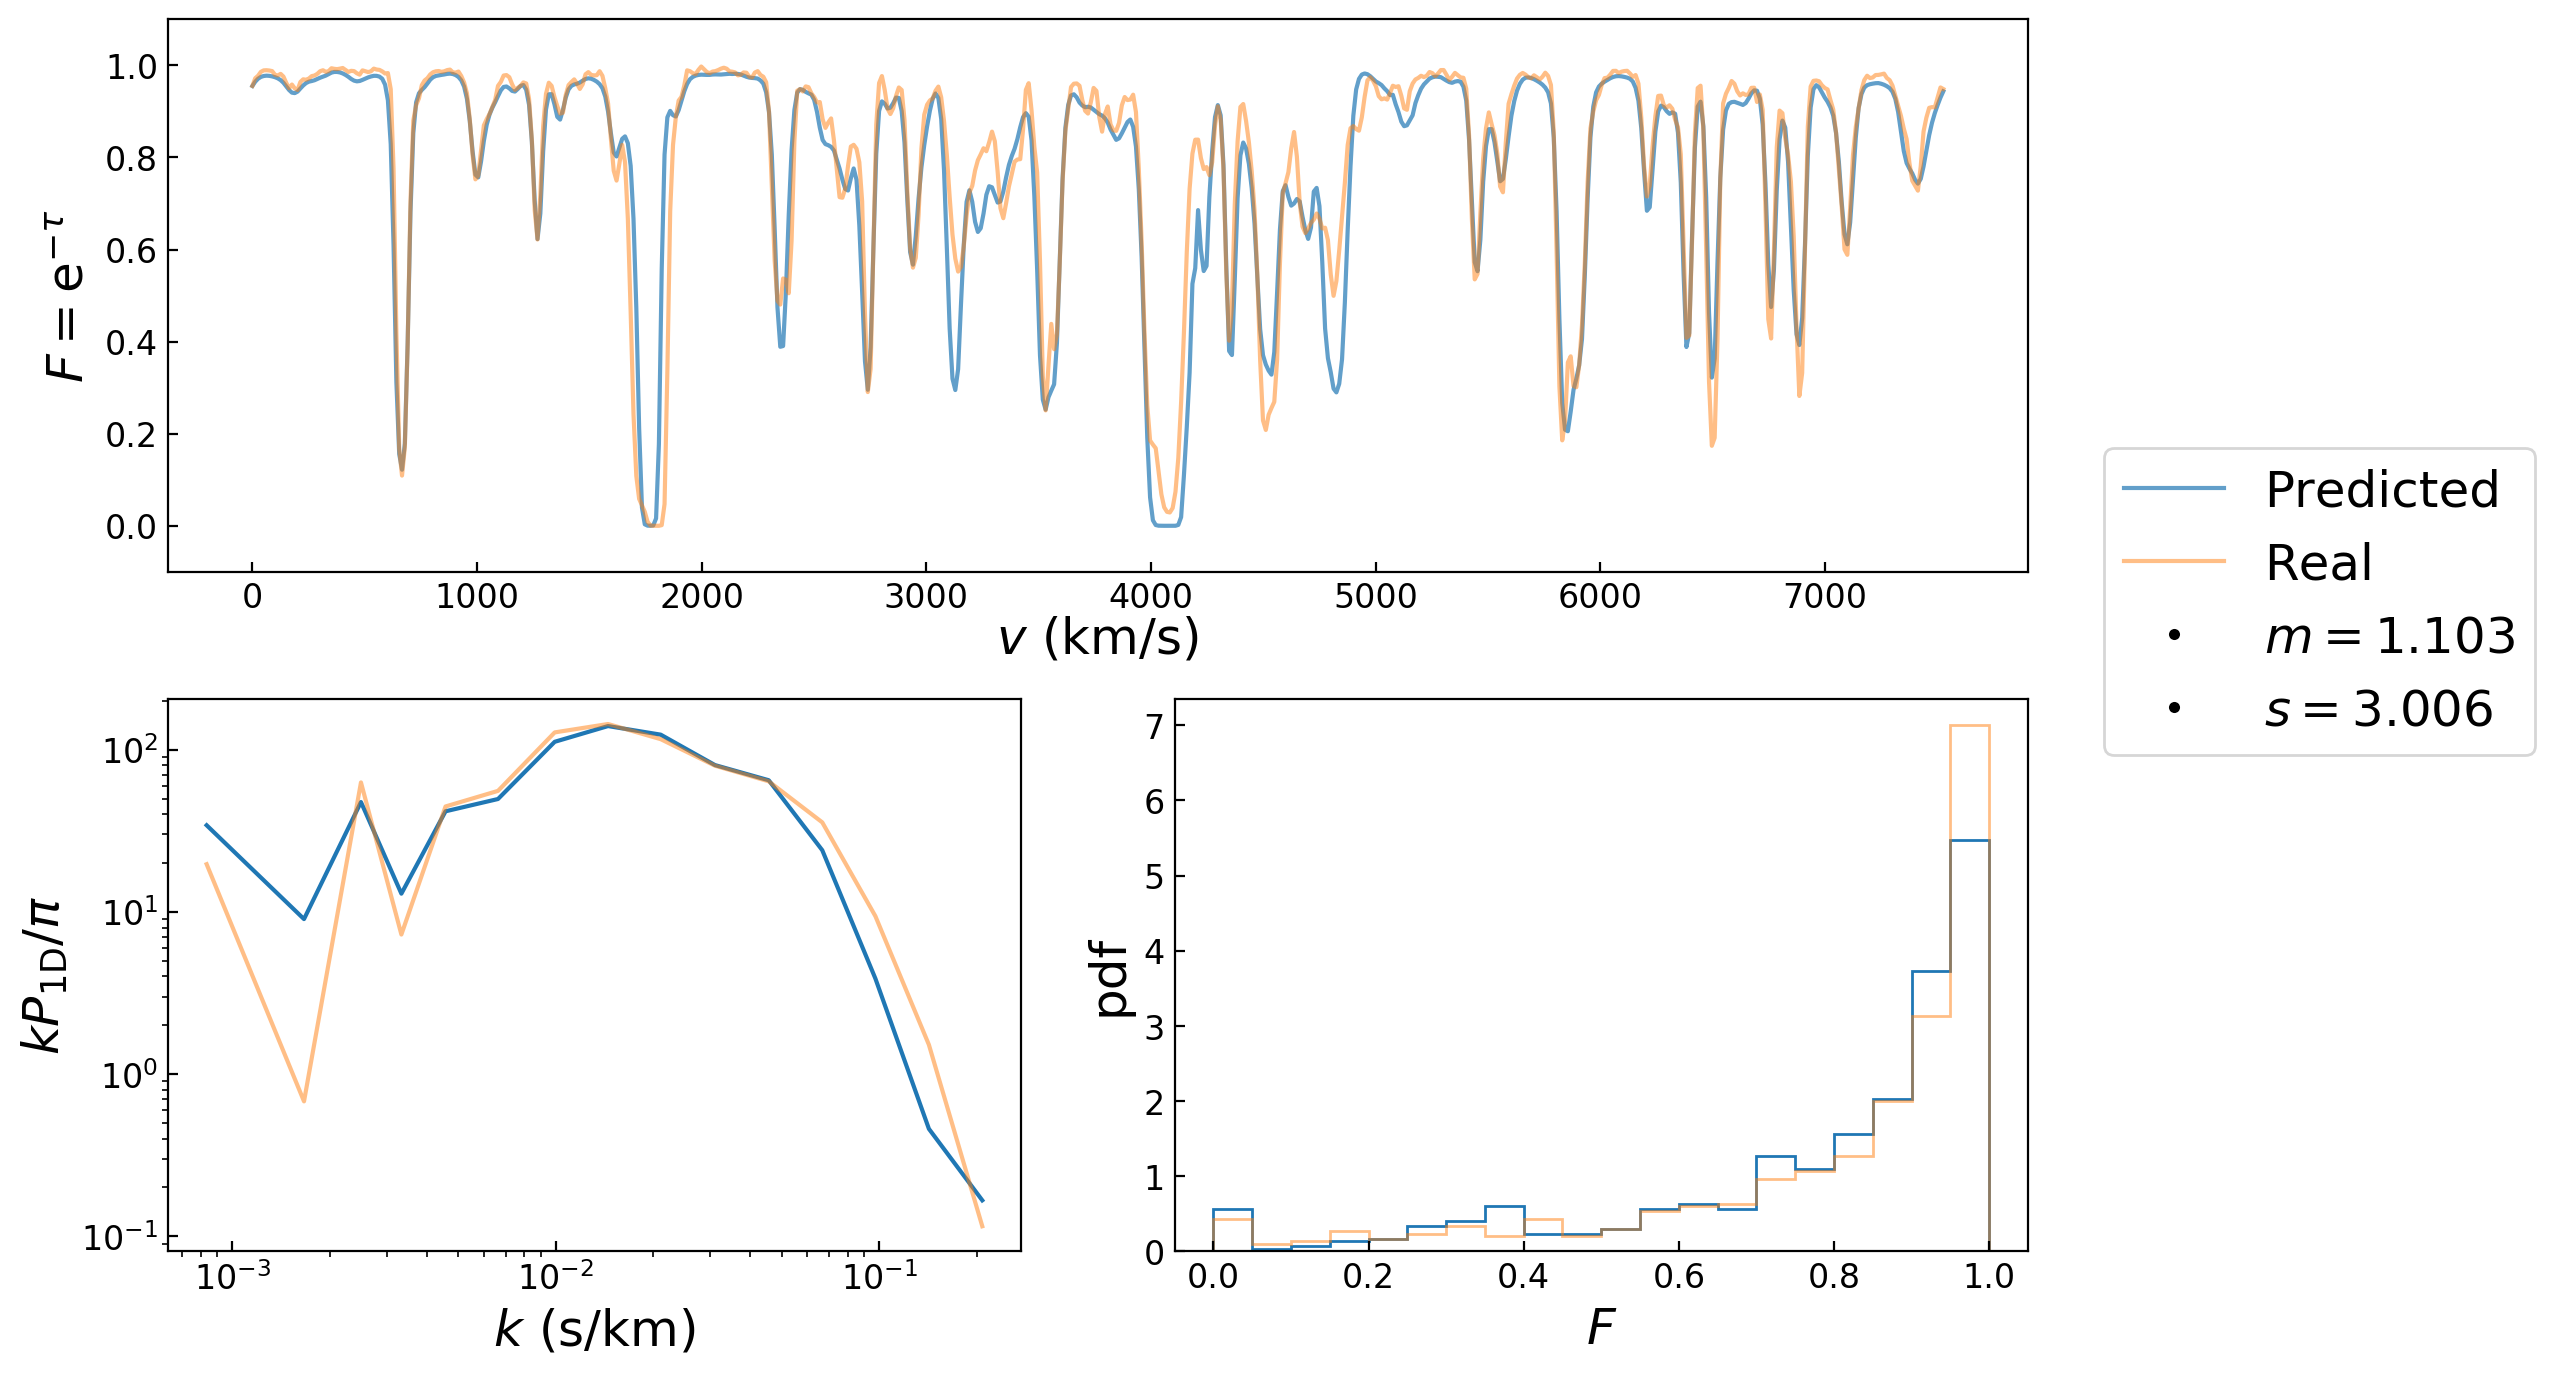 1.0
0.8
0.6
0.4
0.2
0.0
F = e^{−τ}
0 1000 2000 3000 4000 5000 6000 7000
v (km/s)
Predicted
Real
m = 1.103
s = 3.006
10^2
10^1
10^0
10^{−1}
kP_{1D}/π
10^{−3} 10^{−2} 10^{−1}
k (s/km)
7
6
5
4
3
2
1
0
pdf
0.0 0.2 0.4 0.6 0.8 1.0
F